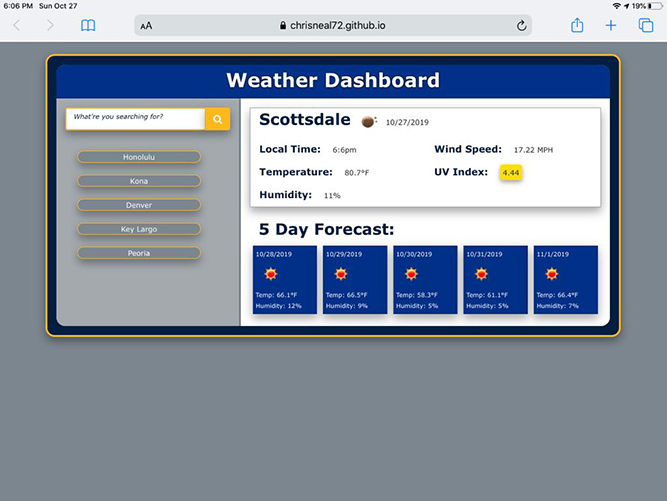 6:06 PM Sun Oct 27
19%
AA
chrisneal72.github.io
Weather Dashboard
What're you searching for?
Honolulu
Kona
Denver
Key Largo
Peoria
Scottsdale 10/27/2019
Local Time: 6:6pm
Wind Speed: 17.22 MPH
Temperature: 80.7°F
UV Index: 4.44
Humidity: 11%
5 Day Forecast:
10/28/2019
Temp: 66.1°F
Humidity: 12%
10/29/2019
Temp: 66.5°F
Humidity: 9%
10/30/2019
Temp: 58.3°F
Humidity: 5%
10/31/2019
Temp: 61.1°F
Humidity: 5%
11/1/2019
Temp: 66.4°F
Humidity: 7%